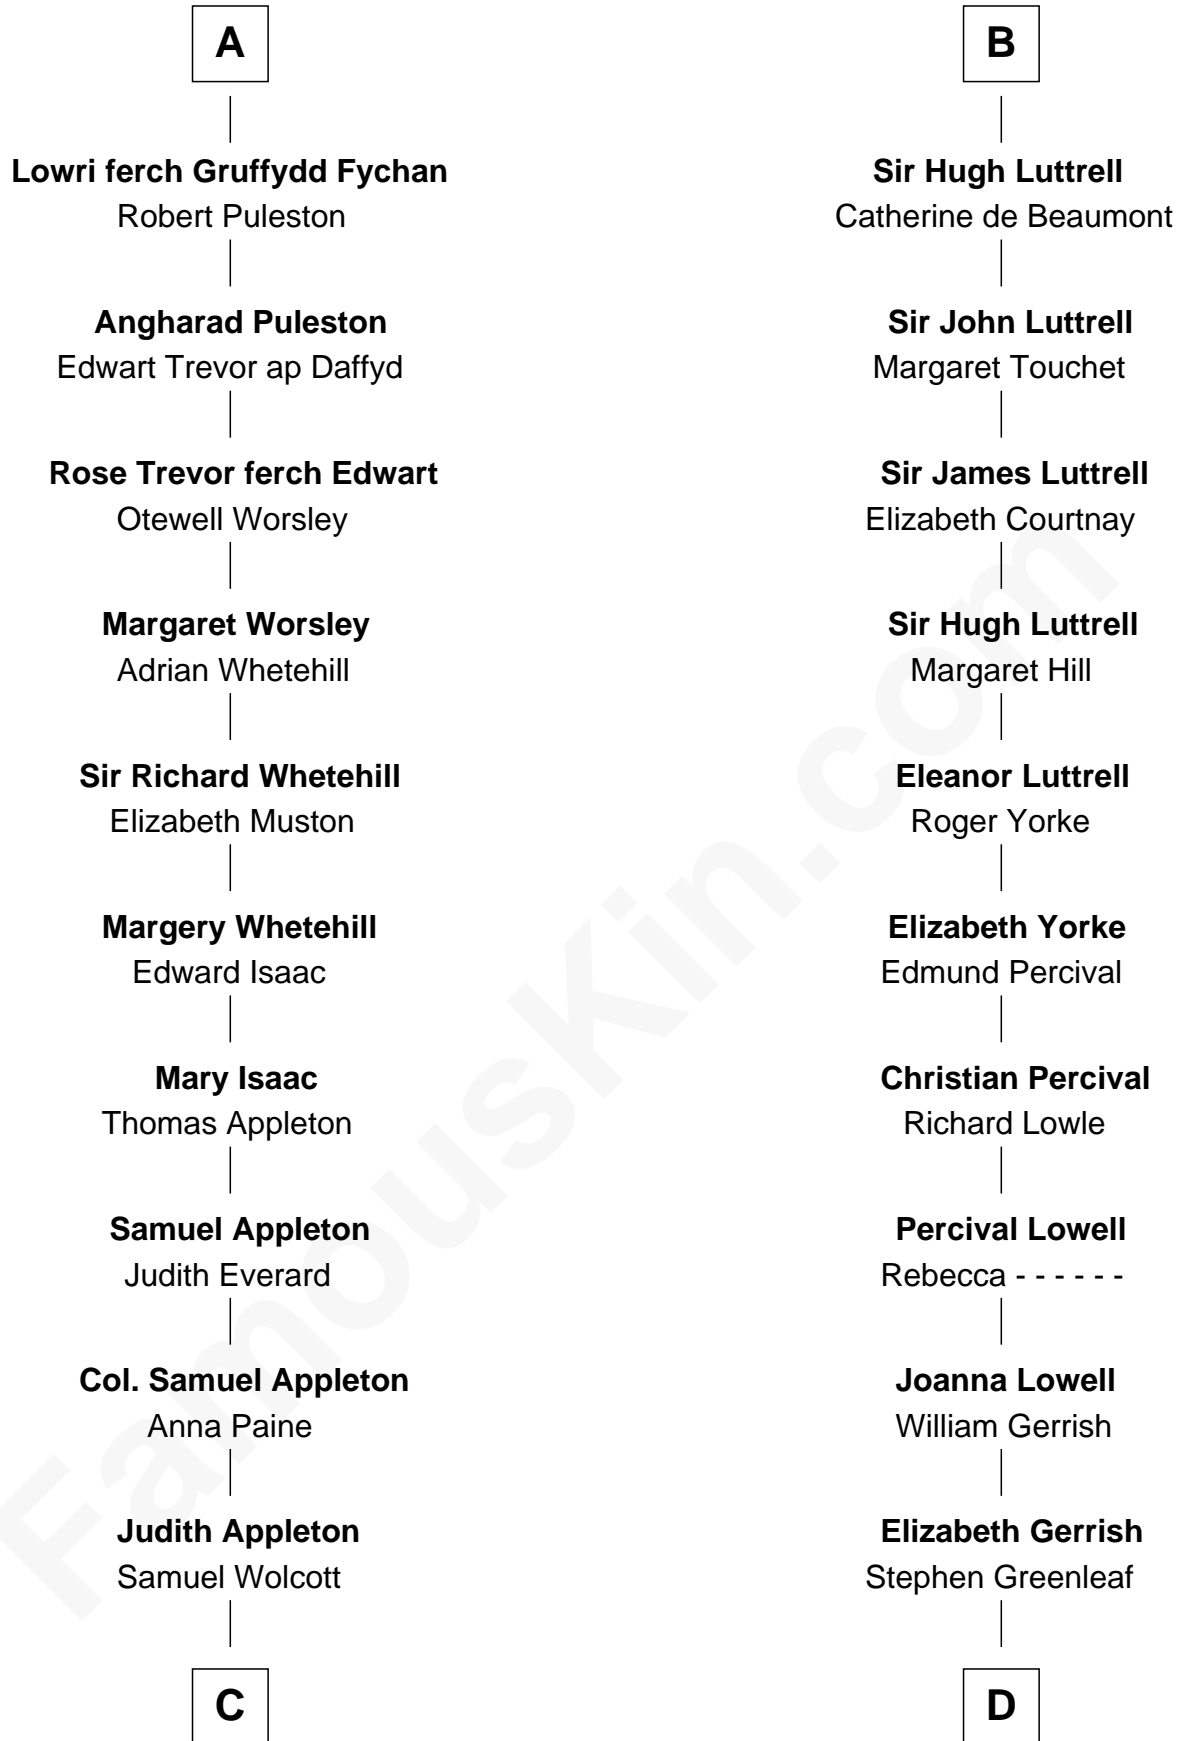 A
Lowri ferch Gruffydd Fychan
Robert Puleston
Angharad Puleston
Edwart Trevor ap Daffyd
Rose Trevor ferch Edwart
Otewell Worsley
Margaret Worsley
Adrian Whetehill
Sir Richard Whetehill
Elizabeth Muston
Margery Whetehill
Edward Isaac
Mary Isaac
Thomas Appleton
Samuel Appleton
Judith Everard
Col. Samuel Appleton
Anna Paine
Judith Appleton
Samuel Wolcott
C
B
Sir Hugh Luttrell
Catherine de Beaumont
Sir John Luttrell
Margaret Touchet
Sir James Luttrell
Elizabeth Courtnay
Sir Hugh Luttrell
Margaret Hill
Eleanor Luttrell
Roger Yorke
Elizabeth Yorke
Edmund Percival
Christian Percival
Richard Lowle
Percival Lowell
Rebecca - - - - - -
Joanna Lowell
William Gerrish
Elizabeth Gerrish
Stephen Greenleaf
D
FamousKin.com